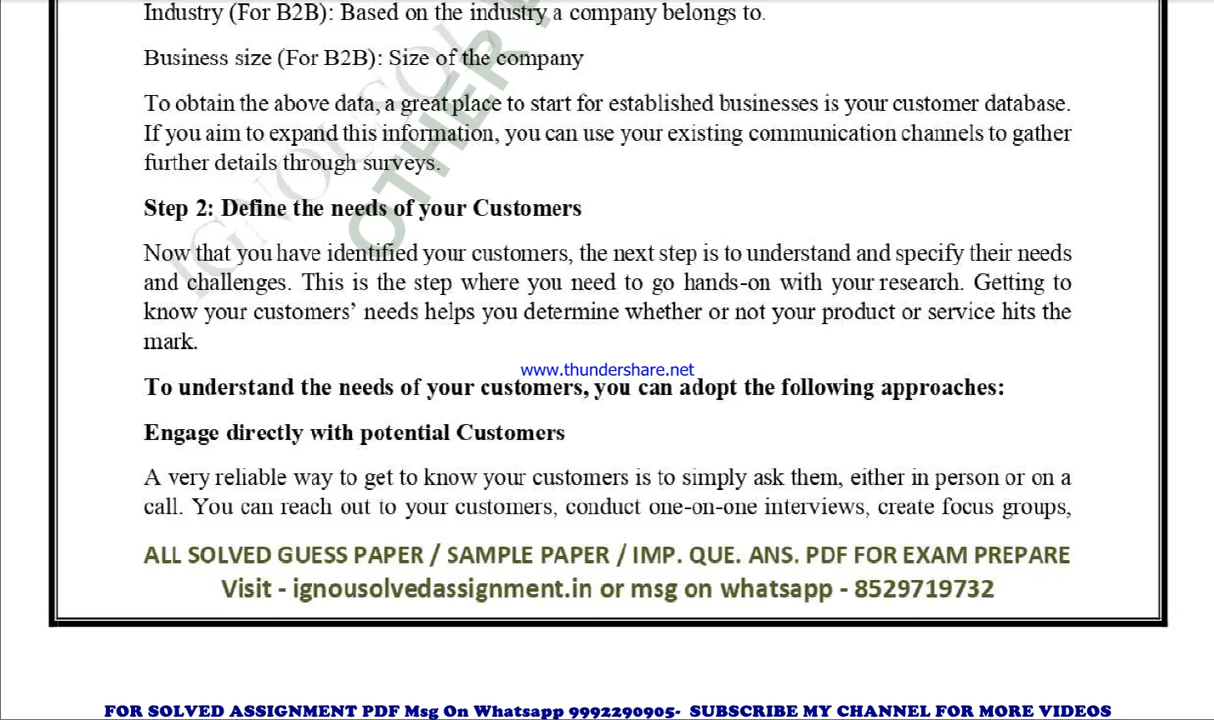 Industry (For B2B): Based on the industry a company belongs to.
Business size (For B2B): Size of the company
To obtain the above data, a great place to start for established businesses is your customer database.
If you aim to expand this information, you can use your existing communication channels to gather
further details through surveys.
Step 2: Define the needs of your Customers
Now that you have identified your customers, the next step is to understand and specify their needs
and challenges. This is the step where you need to go hands-on with your research. Getting to
know your customers’ needs helps you determine whether or not your product or service hits the
mark.
www.thundershare.net
To understand the needs of your customers, you can adopt the following approaches:
Engage directly with potential Customers
A very reliable way to get to know your customers is to simply ask them, either in person or on a
call. You can reach out to your customers, conduct one-on-one interviews, create focus groups,
ALL SOLVED GUESS PAPER / SAMPLE PAPER / IMP. QUE. ANS. PDF FOR EXAM PREPARE
Visit - ignousolvedassignment.in or msg on whatsapp - 8529719732
FOR SOLVED ASSIGNMENT PDF Msg On Whatsapp 9992290905- SUBSCRIBE MY CHANNEL FOR MORE VIDEOS
OTHER